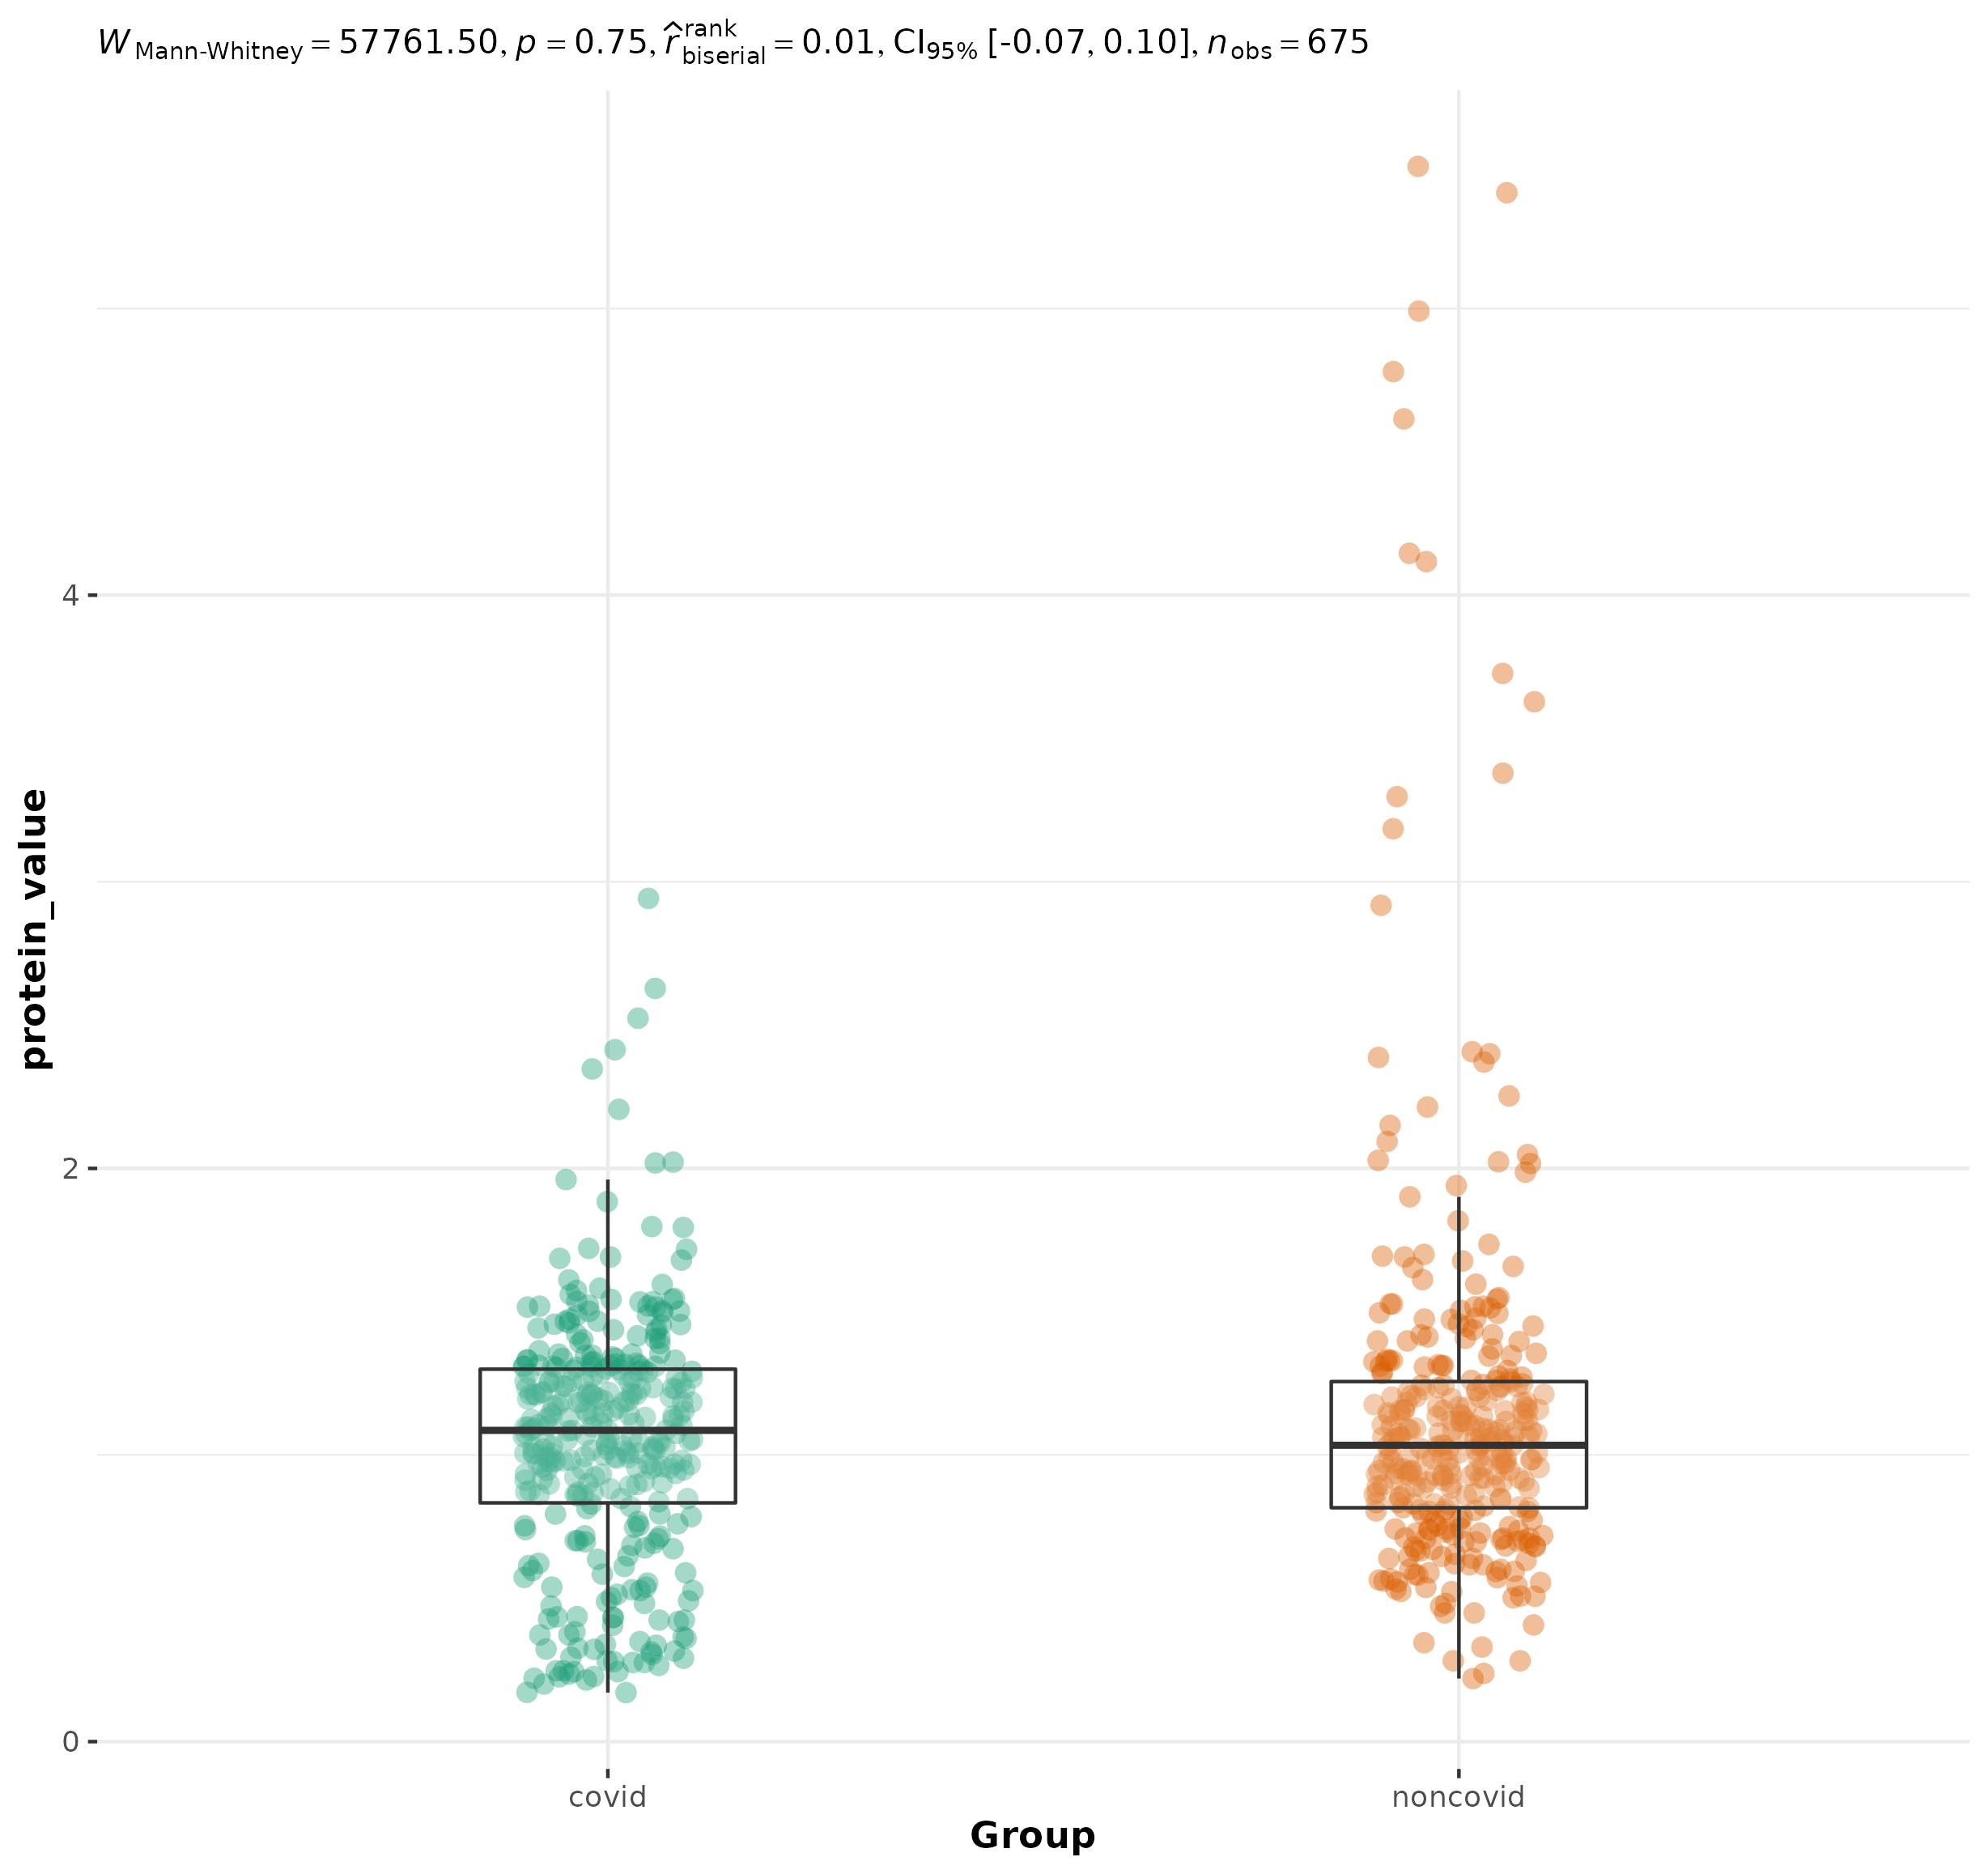 W Mann-Whitney = 57761.50, p = 0.75, r̂ rank biserial = 0.01, CI95% [-0.07, 0.10], n obs = 675
protein_value
4
2
0
covid noncovid
Group